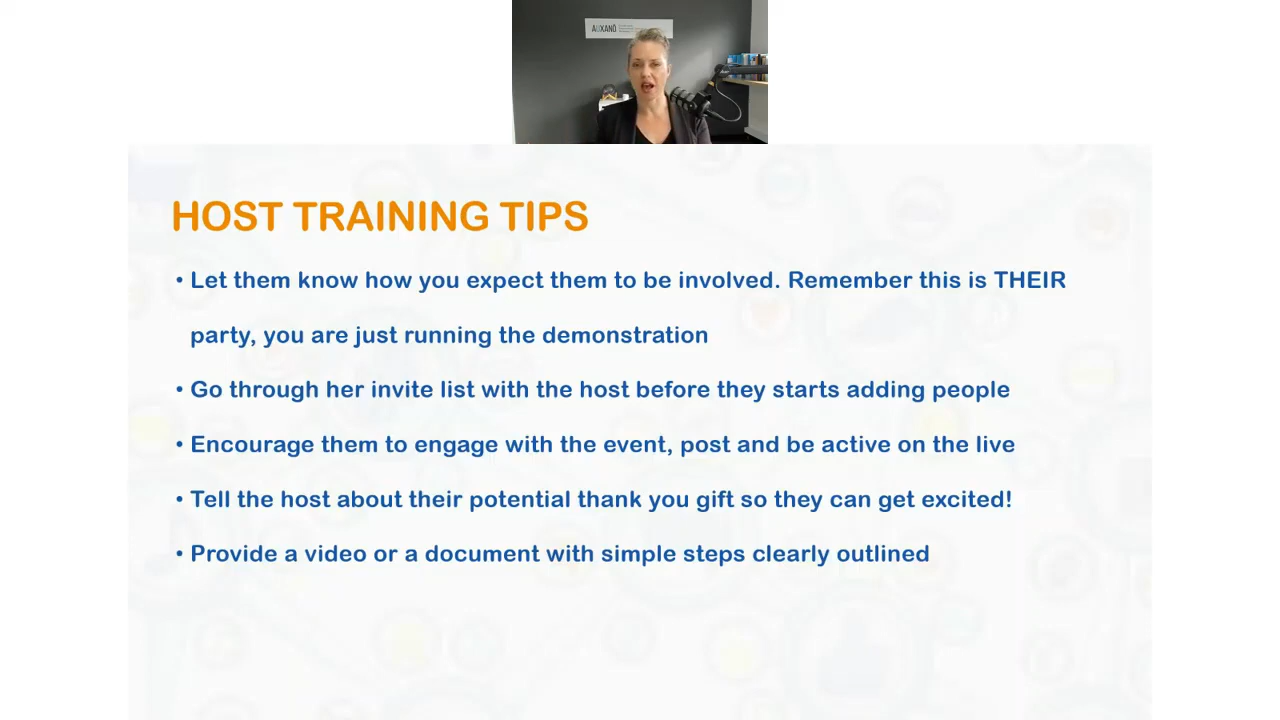 AUXANO
HOST TRAINING TIPS
• Let them know how you expect them to be involved. Remember this is THEIR
party, you are just running the demonstration
• Go through her invite list with the host before they starts adding people
• Encourage them to engage with the event, post and be active on the live
• Tell the host about their potential thank you gift so they can get excited!
• Provide a video or a document with simple steps clearly outlined